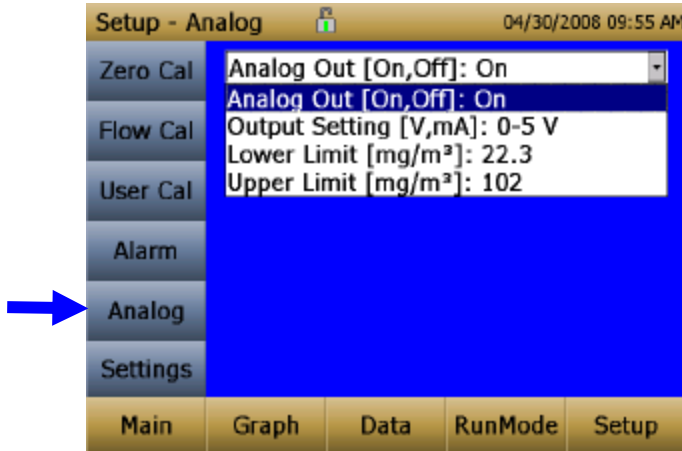 Setup - Analog 04/30/2008 09:55 AM
Zero Cal
Flow Cal
User Cal
Alarm
Analog
Settings
Analog Out [On,Off]: On
Analog Out [On,Off]: On
Output Setting [V,mA]: 0-5 V
Lower Limit [mg/m³]: 22.3
Upper Limit [mg/m³]: 102
Main Graph Data RunMode Setup